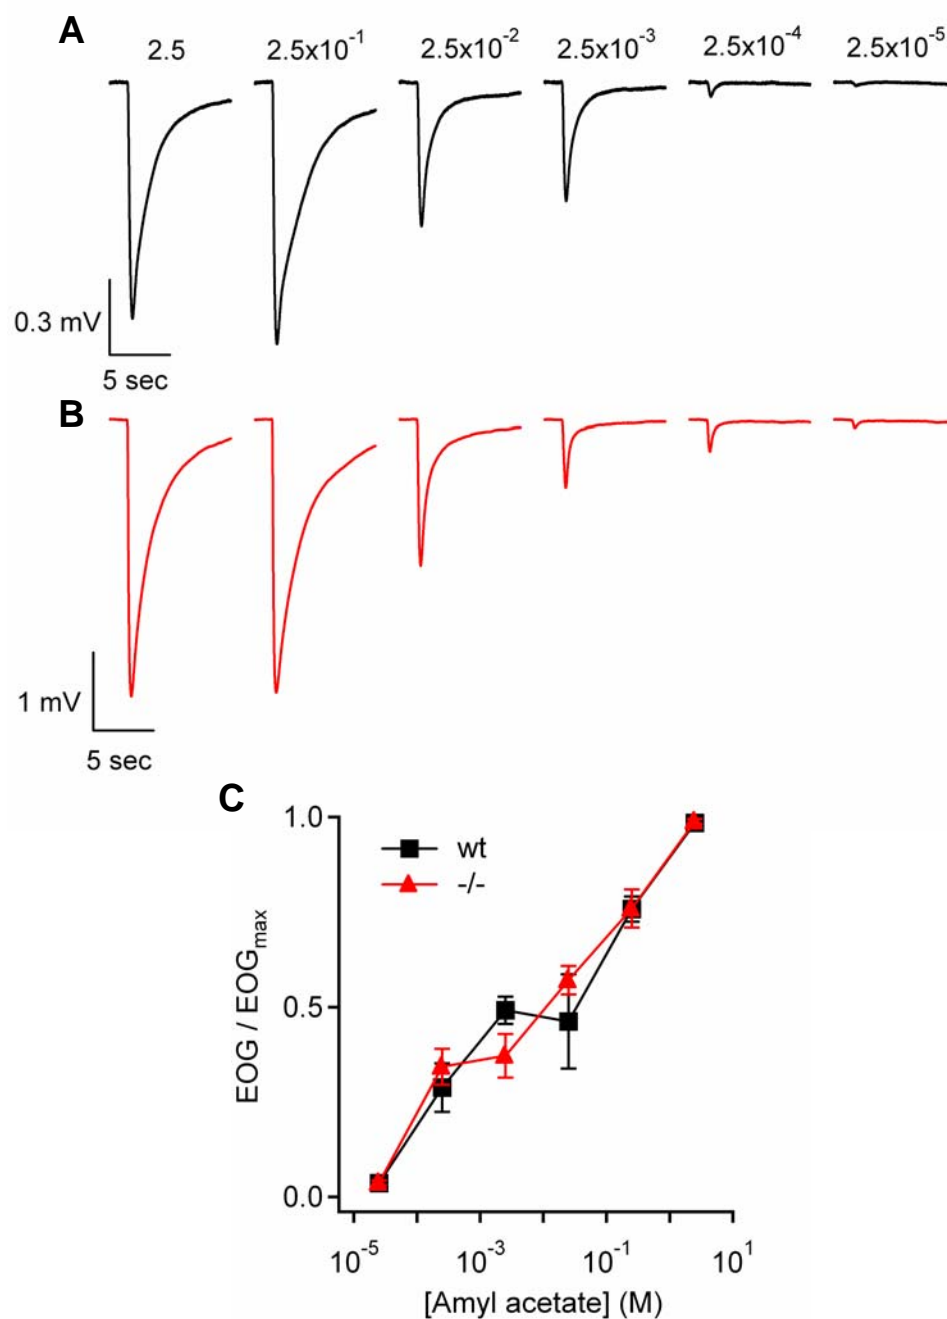 A
2.5 2.5x10⁻¹ 2.5x10⁻² 2.5x10⁻³ 2.5x10⁻⁴ 2.5x10⁻⁵
0.3 mV
5 sec
B
1 mV
5 sec
C
1.0
wt
-/-
EOG / EOGmax
0.5
0.0
10⁻⁵ 10⁻³ 10⁻¹ 10¹
[Amyl acetate] (M)